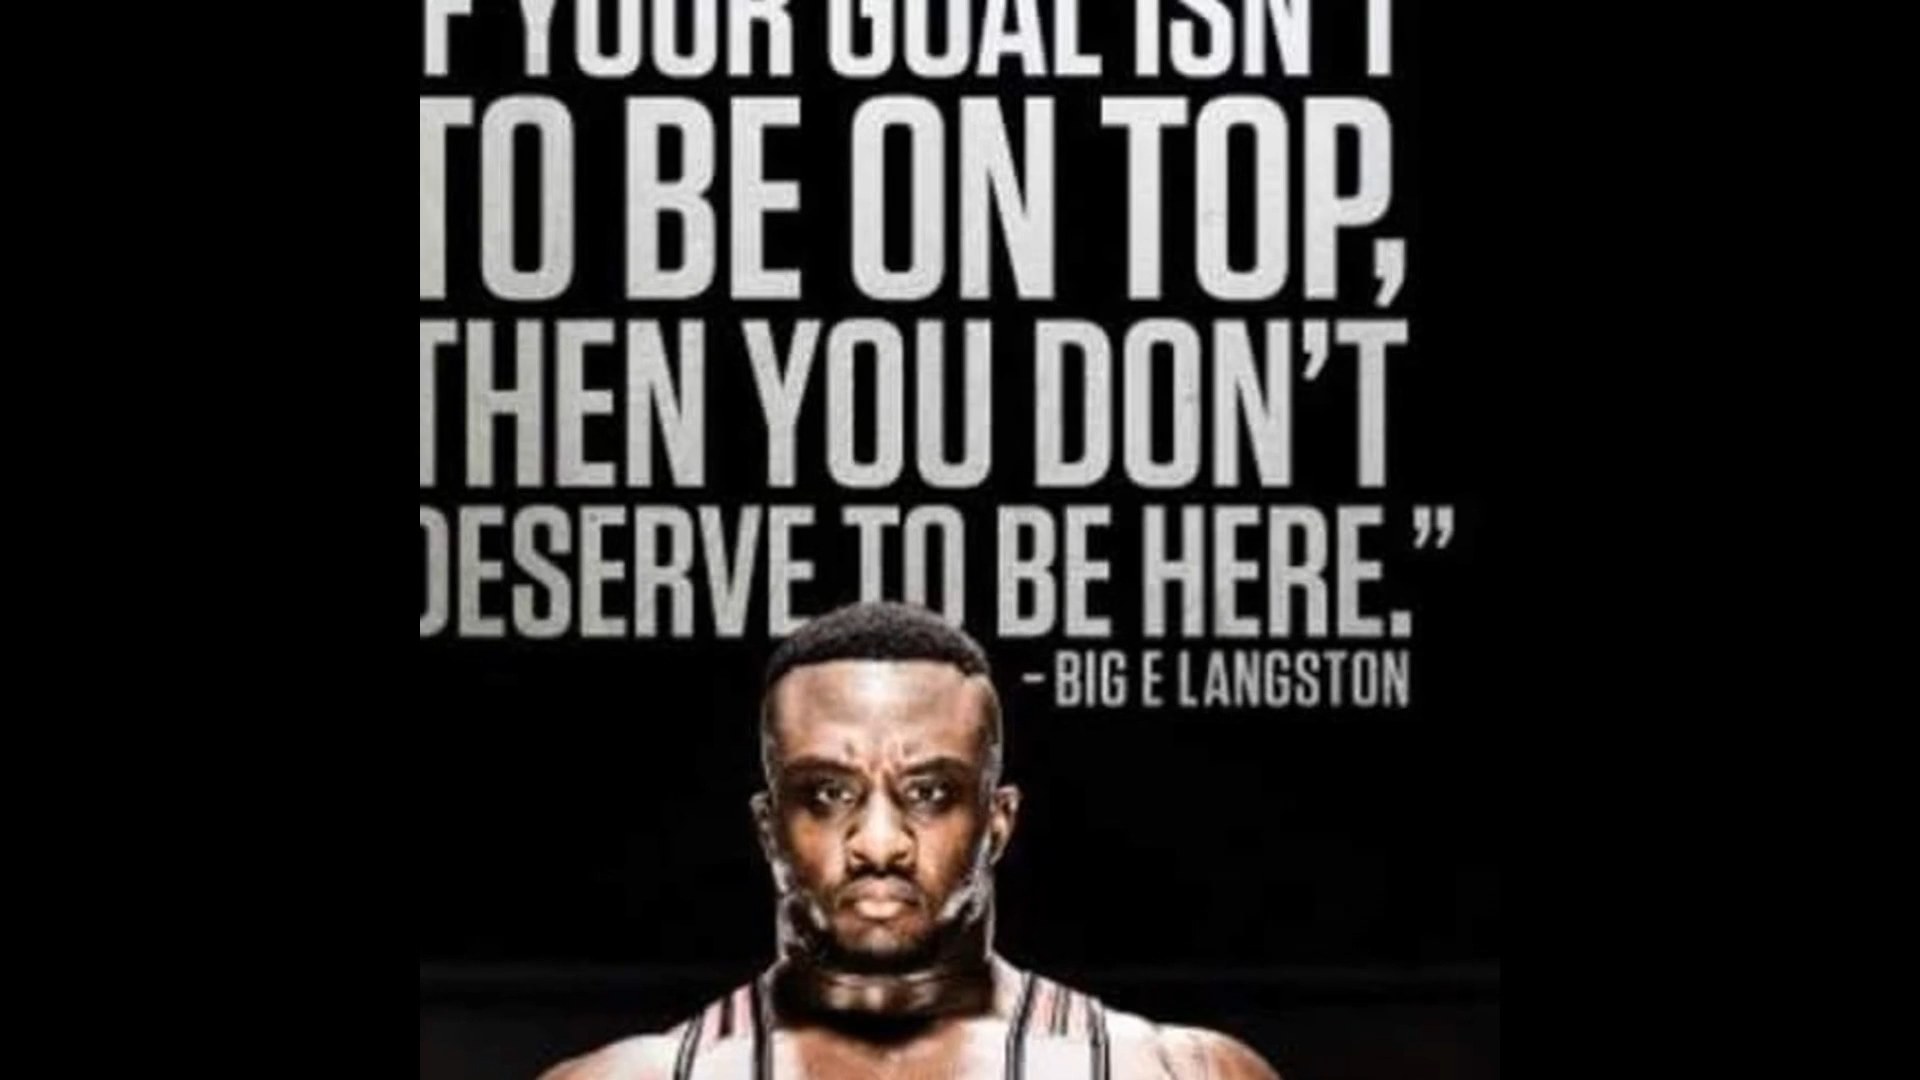 F YOUR GOAL ISN'T
TO BE ON TOP,
THEN YOU DON'T
DESERVE TO BE HERE."
- BIG E LANGSTON